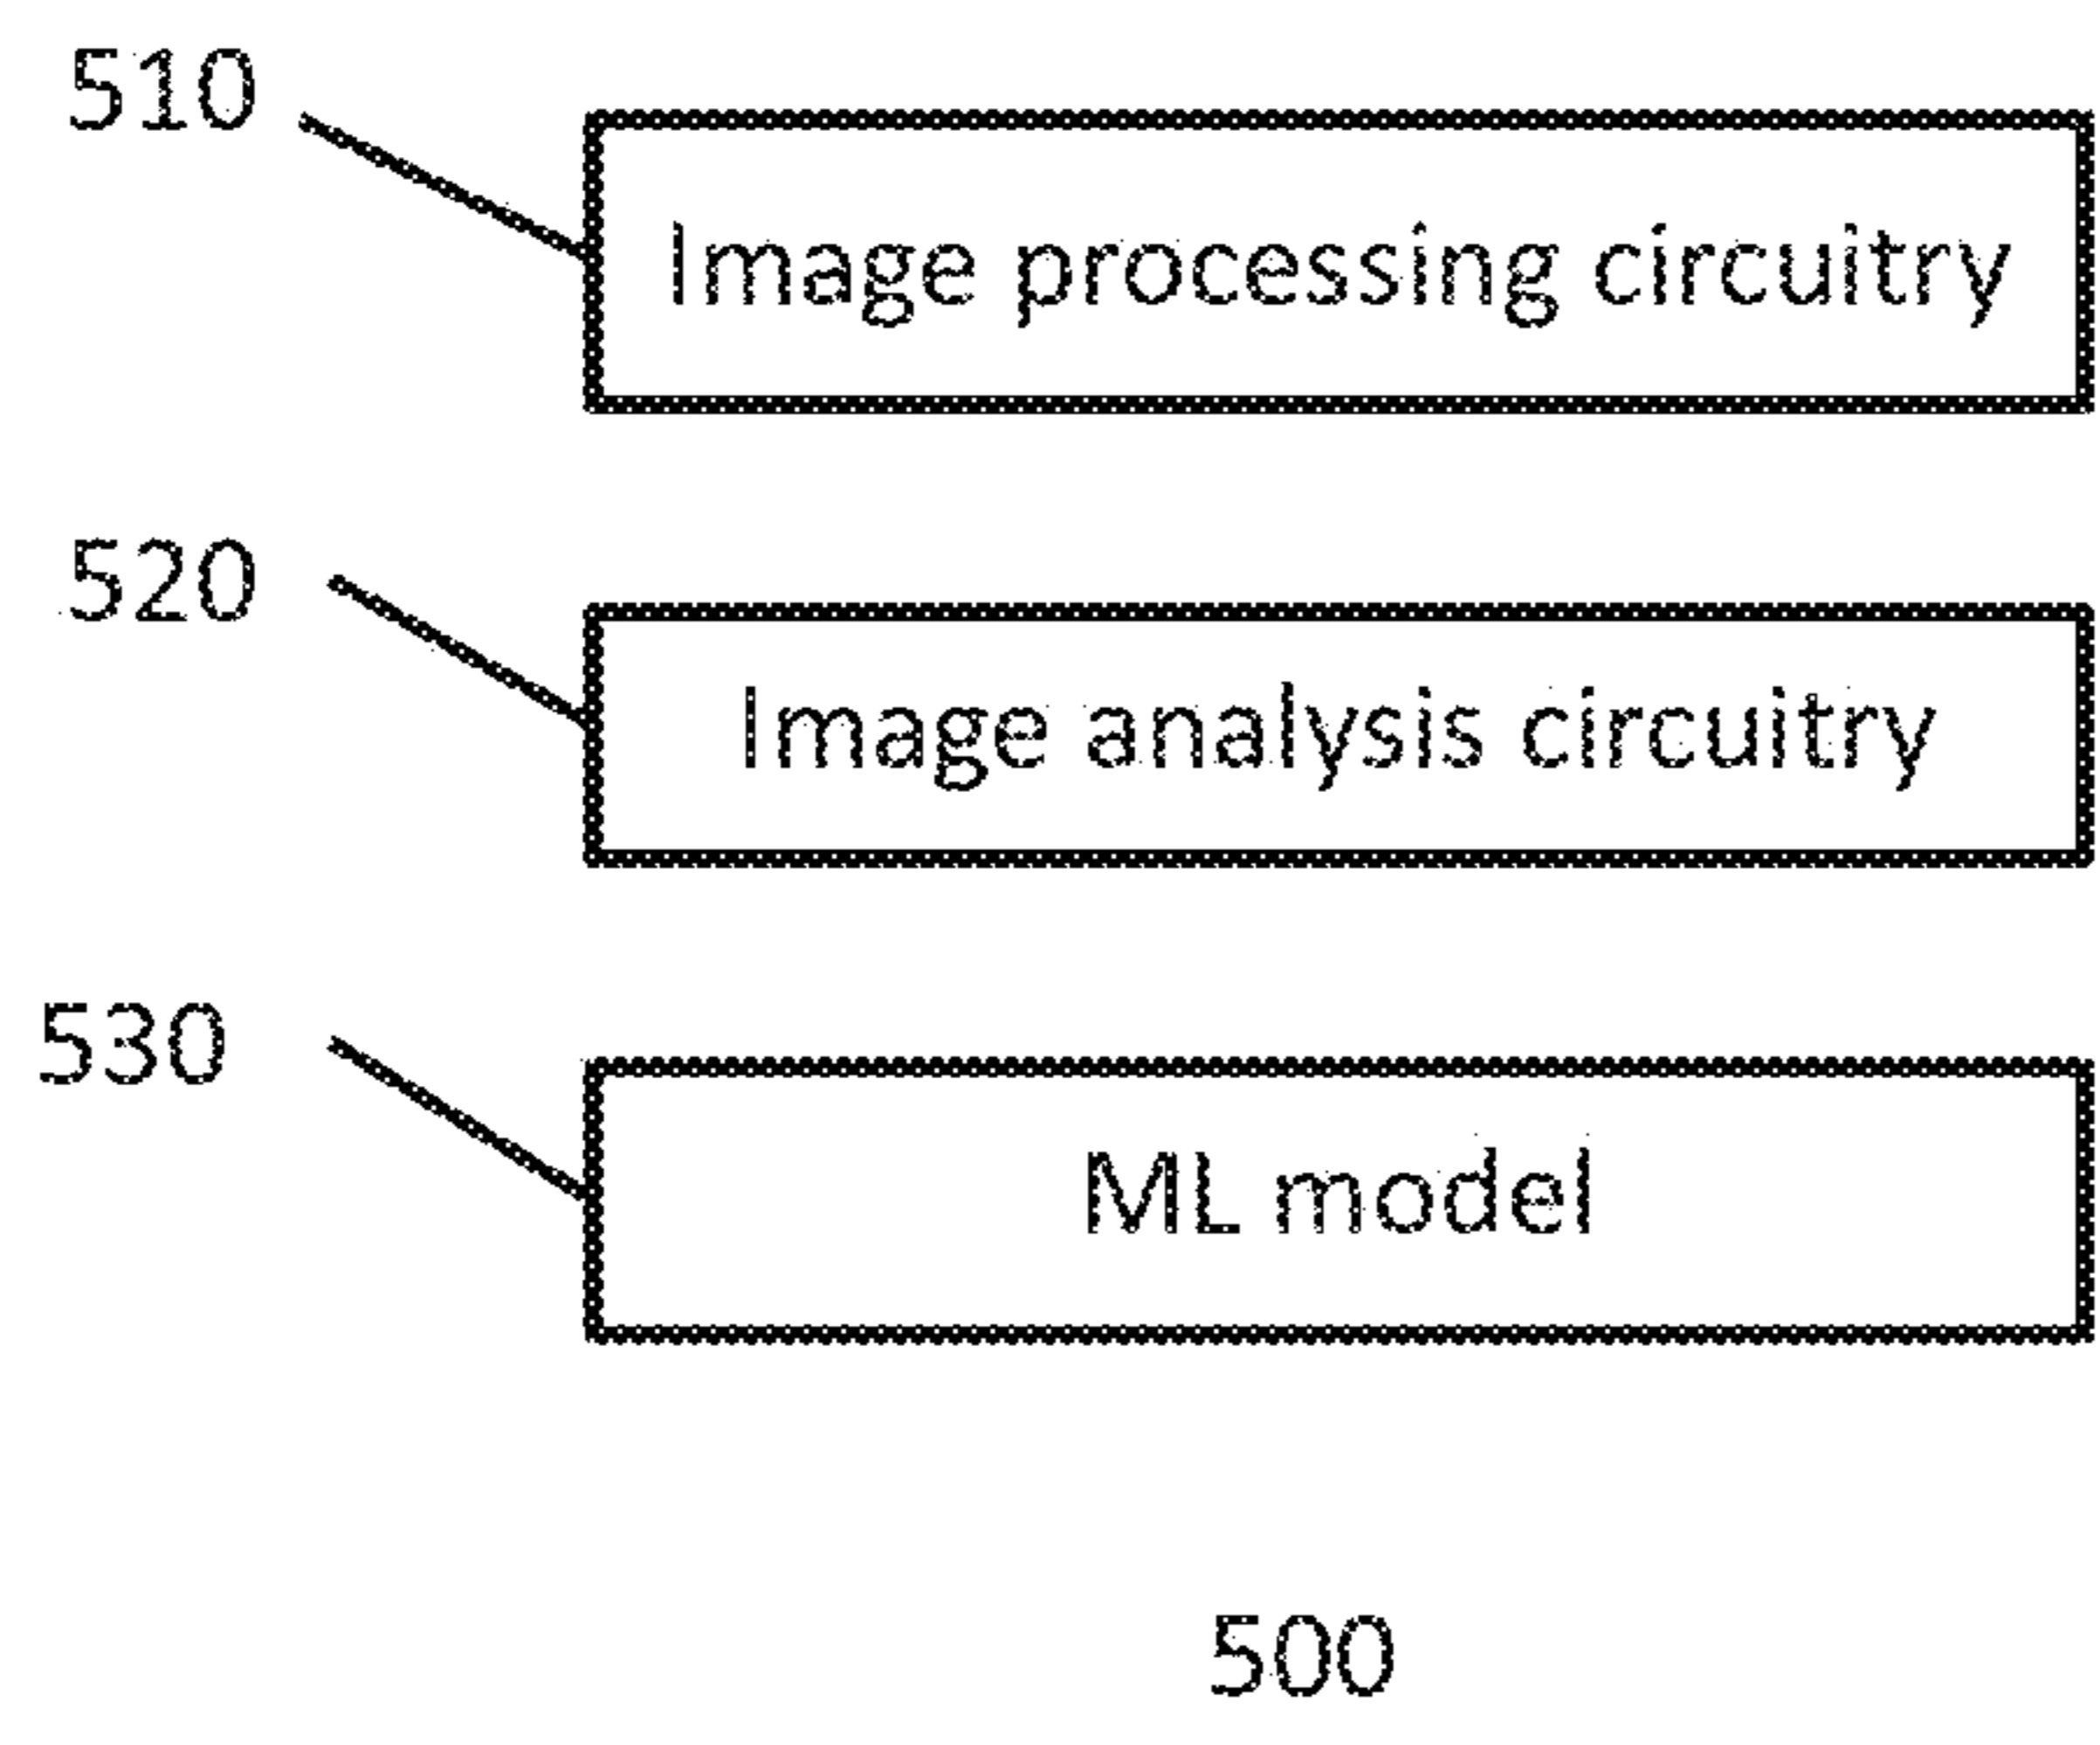 510
Image processing circuitry
520
Image analysis circuitry
530
ML model
500